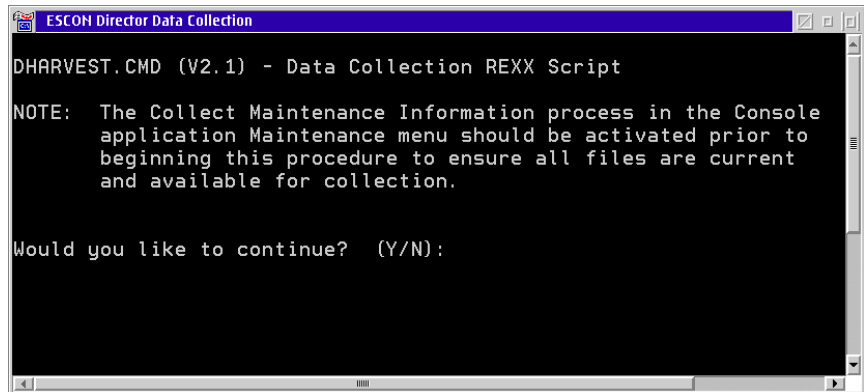 ESCON Director Data Collection
DHARVEST.CMD (V2.1) - Data Collection REXX Script
NOTE: The Collect Maintenance Information process in the Console
application Maintenance menu should be activated prior to
beginning this procedure to ensure all files are current
and available for collection.
Would you like to continue? (Y/N):